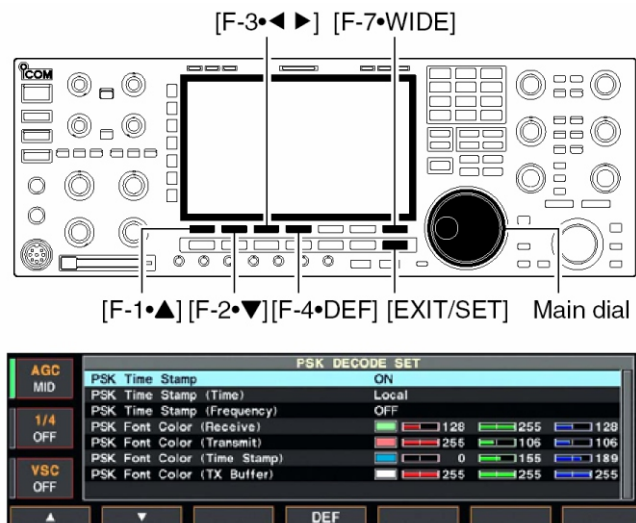 [F-3•◄ ►] [F-7•WIDE]
ICOM
[F-1•▲] [F-2•▼] [F-4•DEF] [EXIT/SET] Main dial
PSK DECODE SET
AGC
MID
1/4
OFF
VSC
OFF
PSK Time Stamp ON
PSK Time Stamp (Time) Local
PSK Time Stamp (Frequency) OFF
PSK Font Color (Receive) 128 255 128
PSK Font Color (Transmit) 255 106 106
PSK Font Color (Time Stamp) 0 155 189
PSK Font Color (TX Buffer) 255 255 255
▲ ▼ DEF